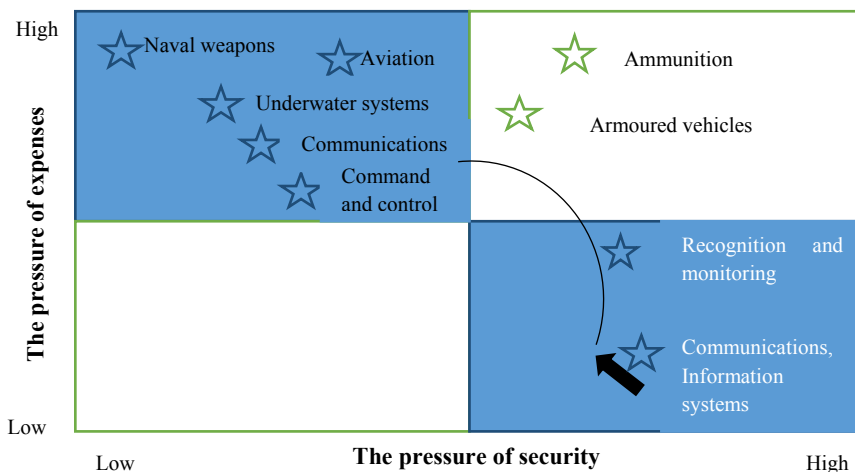 High
Naval weapons
Aviation
Ammunition
Underwater systems
Armoured vehicles
Communications
Command
and control
Recognition and
monitoring
Communications,
Information
systems
The pressure of expenses
Low
Low
The pressure of security
High